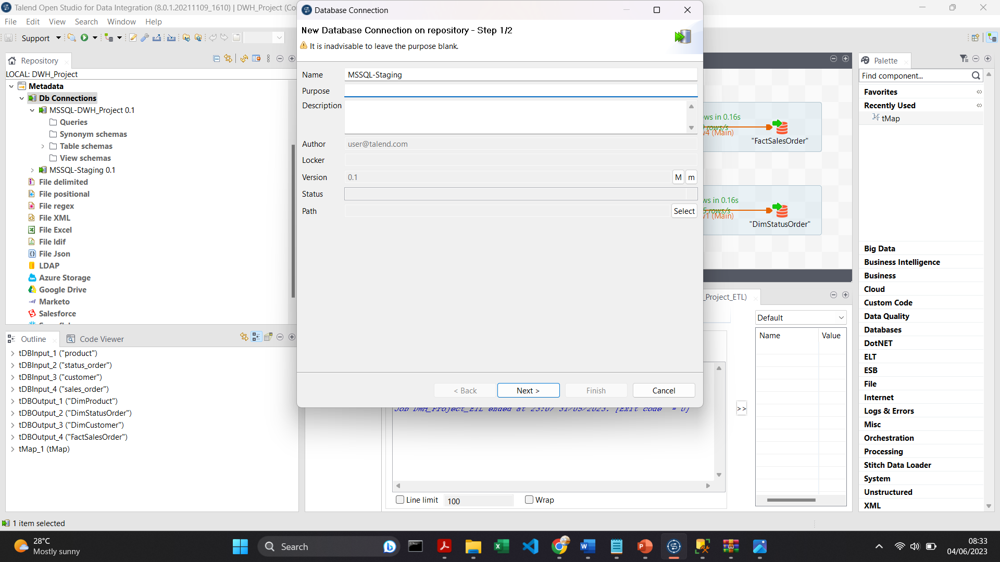 Talend Open Studio for Data Integration (8.0.1.20211109_1610) | DWH_Project (Co
File Edit View Search Window Help
Support
Repository
LOCAL: DWH_Project
Metadata
Db Connections
MSSQL-DWH_Project 0.1
Queries
Synonym schemas
Table schemas
View schemas
MSSQL-Staging 0.1
File delimited
File positional
File regex
File XML
File Excel
File ldif
File Json
LDAP
Azure Storage
Google Drive
Marketo
Salesforce
Outline
Code Viewer
tDBInput_1 ("product")
tDBInput_2 ("status_order")
tDBInput_3 ("customer")
tDBInput_4 ("sales_order")
tDBOutput_1 ("DimProduct")
tDBOutput_2 ("DimStatusOrder")
tDBOutput_3 ("DimCustomer")
tDBOutput_4 ("FactSalesOrder")
tMap_1 (tMap)
1 item selected
Database Connection
New Database Connection on repository - Step 1/2
It is inadvisable to leave the purpose blank.
Name MSSQL-Staging
Purpose
Description
Author user@talend.com
Locker
Version 0.1 M m
Status
Path Select
< Back Next > Finish Cancel
ws in 0.16s
rows/s
(Main)
"FactSalesOrder"
ws in 0.16s
rows/s
(Main)
"DimStatusOrder"
_Project_ETL)
Default
Name Value
>>
Job DWH_Project_ETL ended at 23:07 31/05/2023. [Exit code = 0]
Line limit 100 Wrap
Palette
Find component...
Favorites
Recently Used
tMap
Big Data
Business Intelligence
Business
Cloud
Custom Code
Data Quality
Databases
DotNET
ELT
ESB
File
Internet
Logs & Errors
Misc
Orchestration
Processing
Stitch Data Loader
System
Unstructured
XML
28°C
Mostly sunny
Search
08:33
04/06/2023